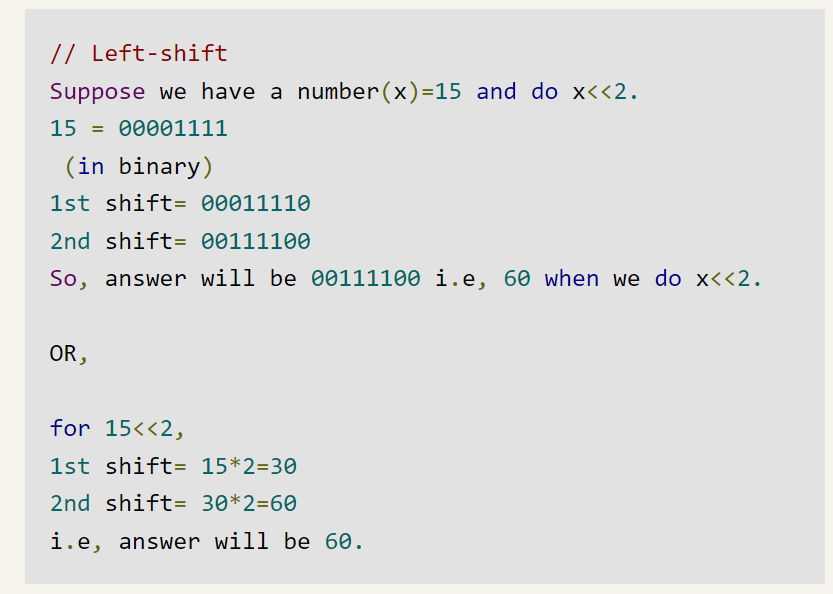 // Left-shift
Suppose we have a number(x)=15 and do x<<2.
15 = 00001111
(in binary)
1st shift= 00011110
2nd shift= 00111100
So, answer will be 00111100 i.e, 60 when we do x<<2.
OR,
for 15<<2,
1st shift= 15*2=30
2nd shift= 30*2=60
i.e, answer will be 60.